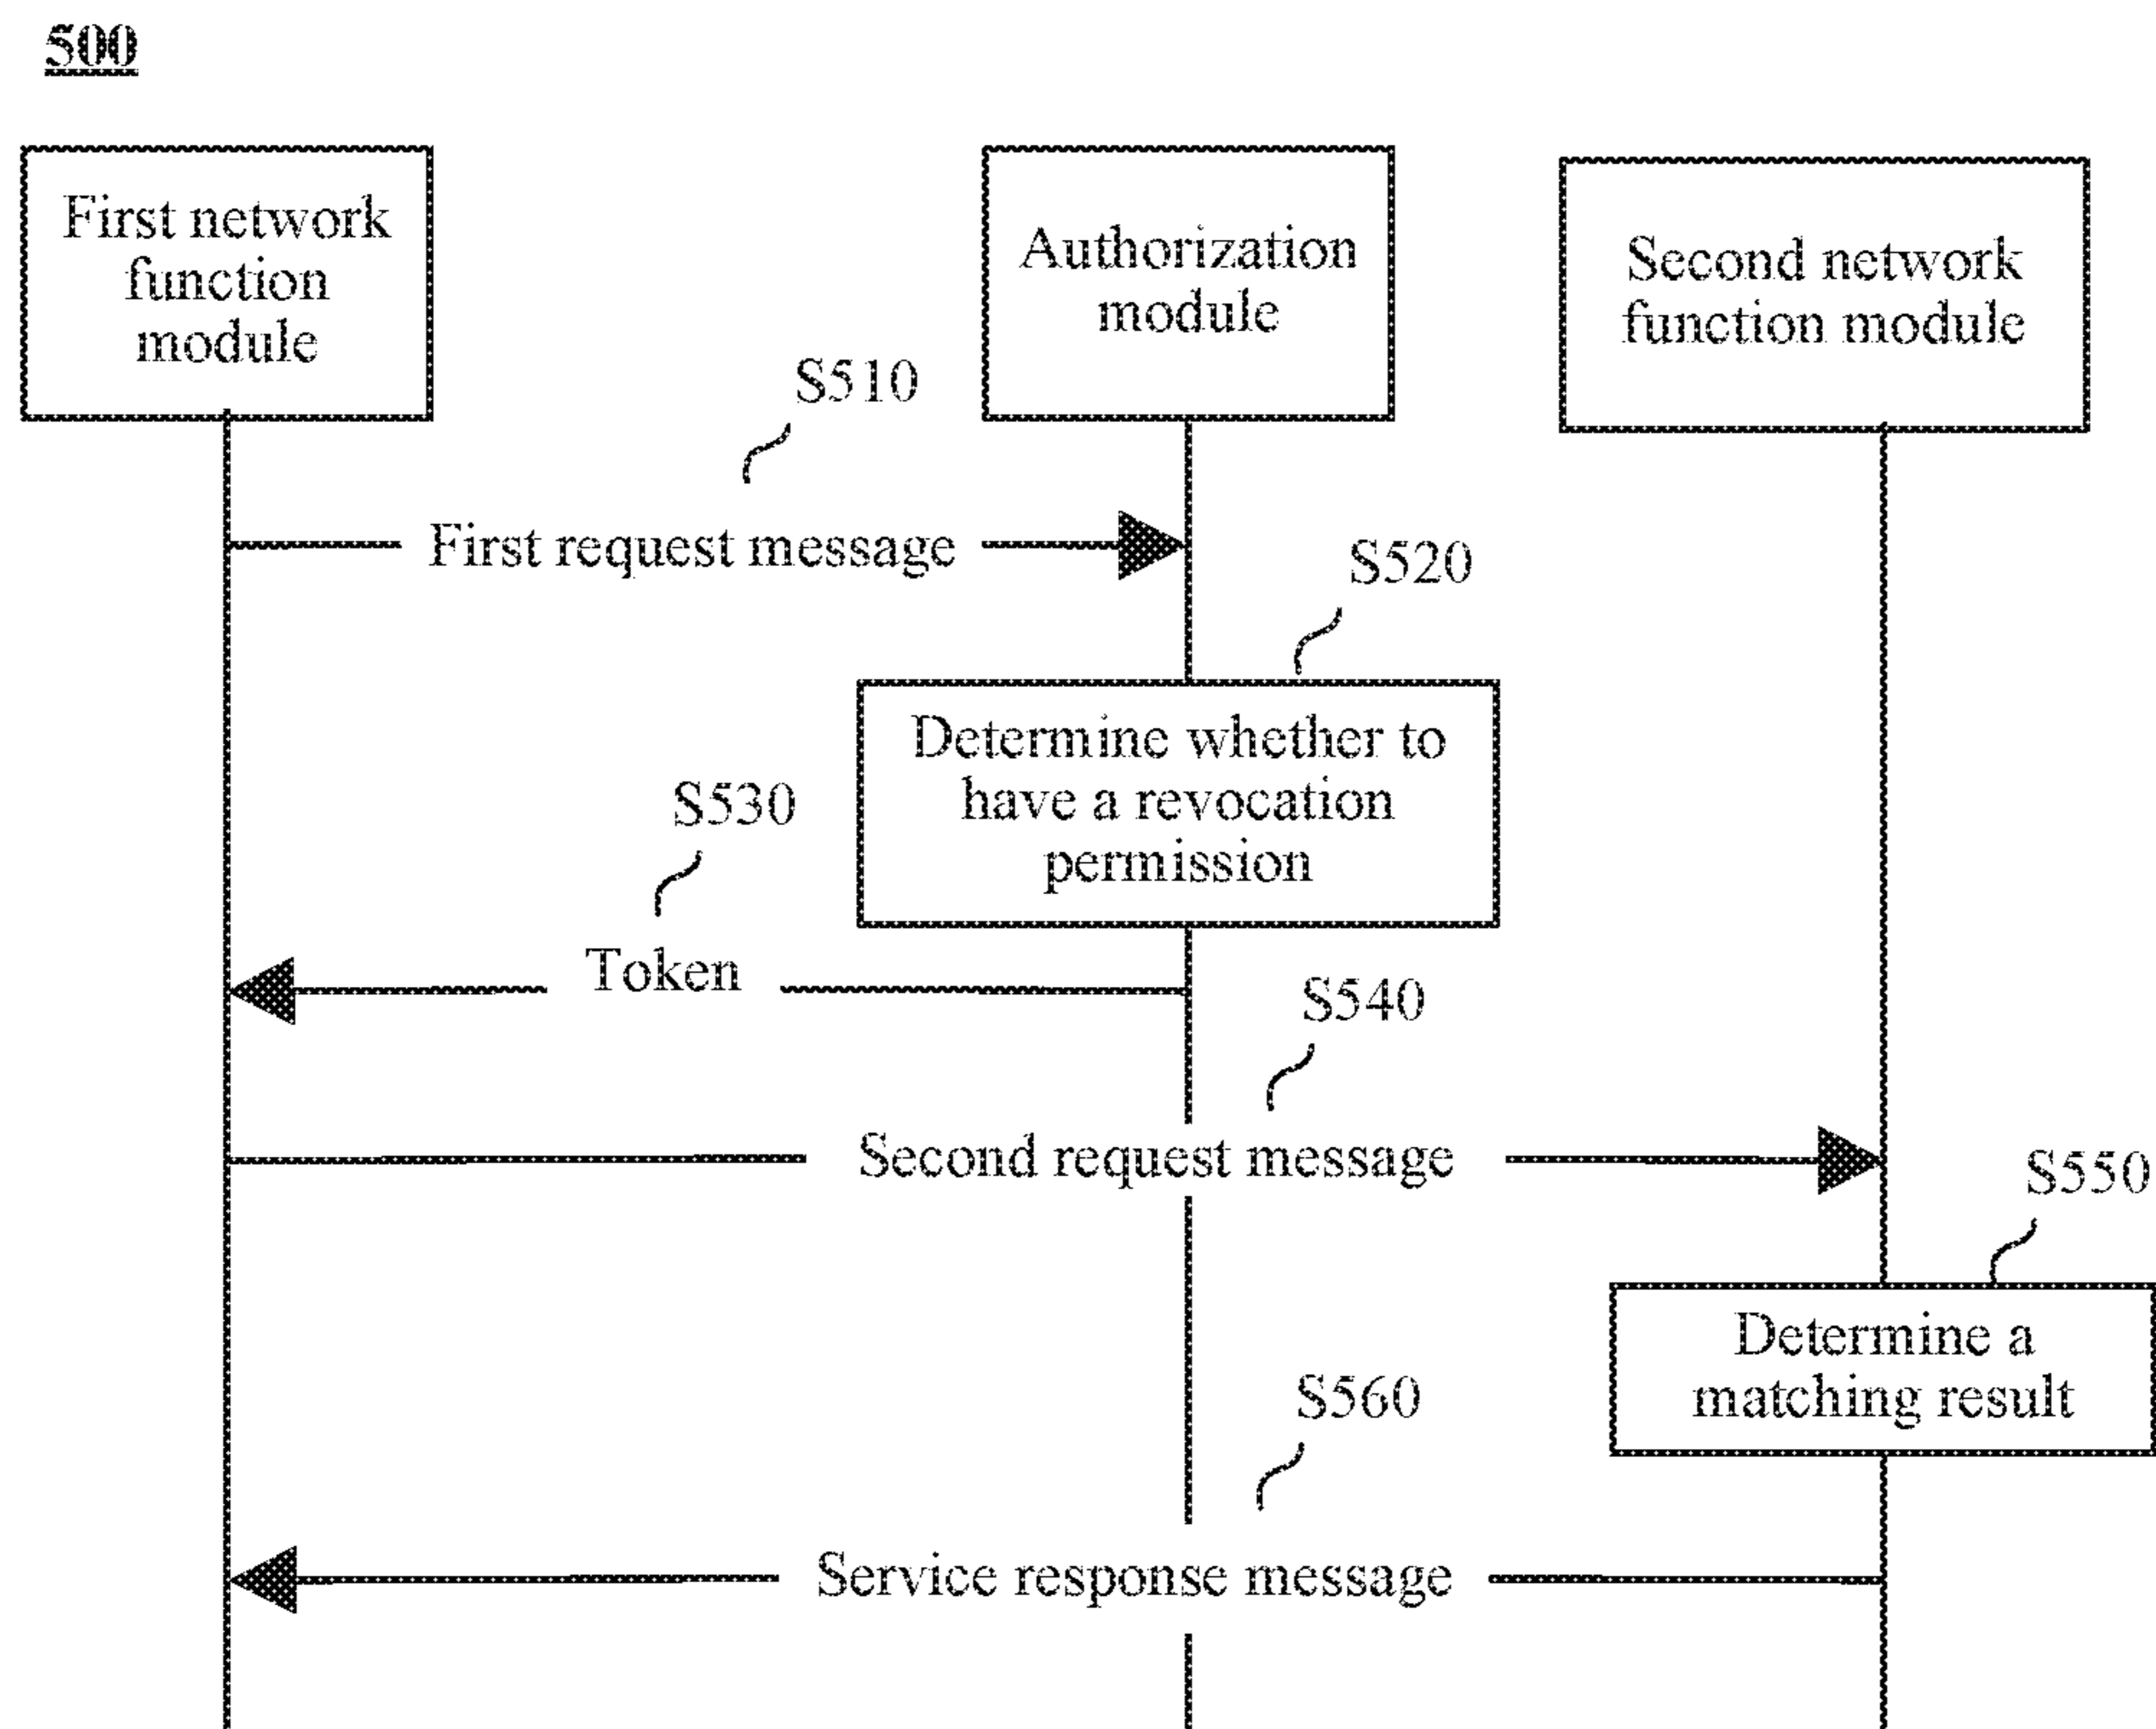 500
First network
function
module
Authorization
module
Second network
function module
S510
First request message
S520
Determine whether to
have a revocation
permission
S530
Token
S540
Second request message
S550
Determine a
matching result
S560
Service response message